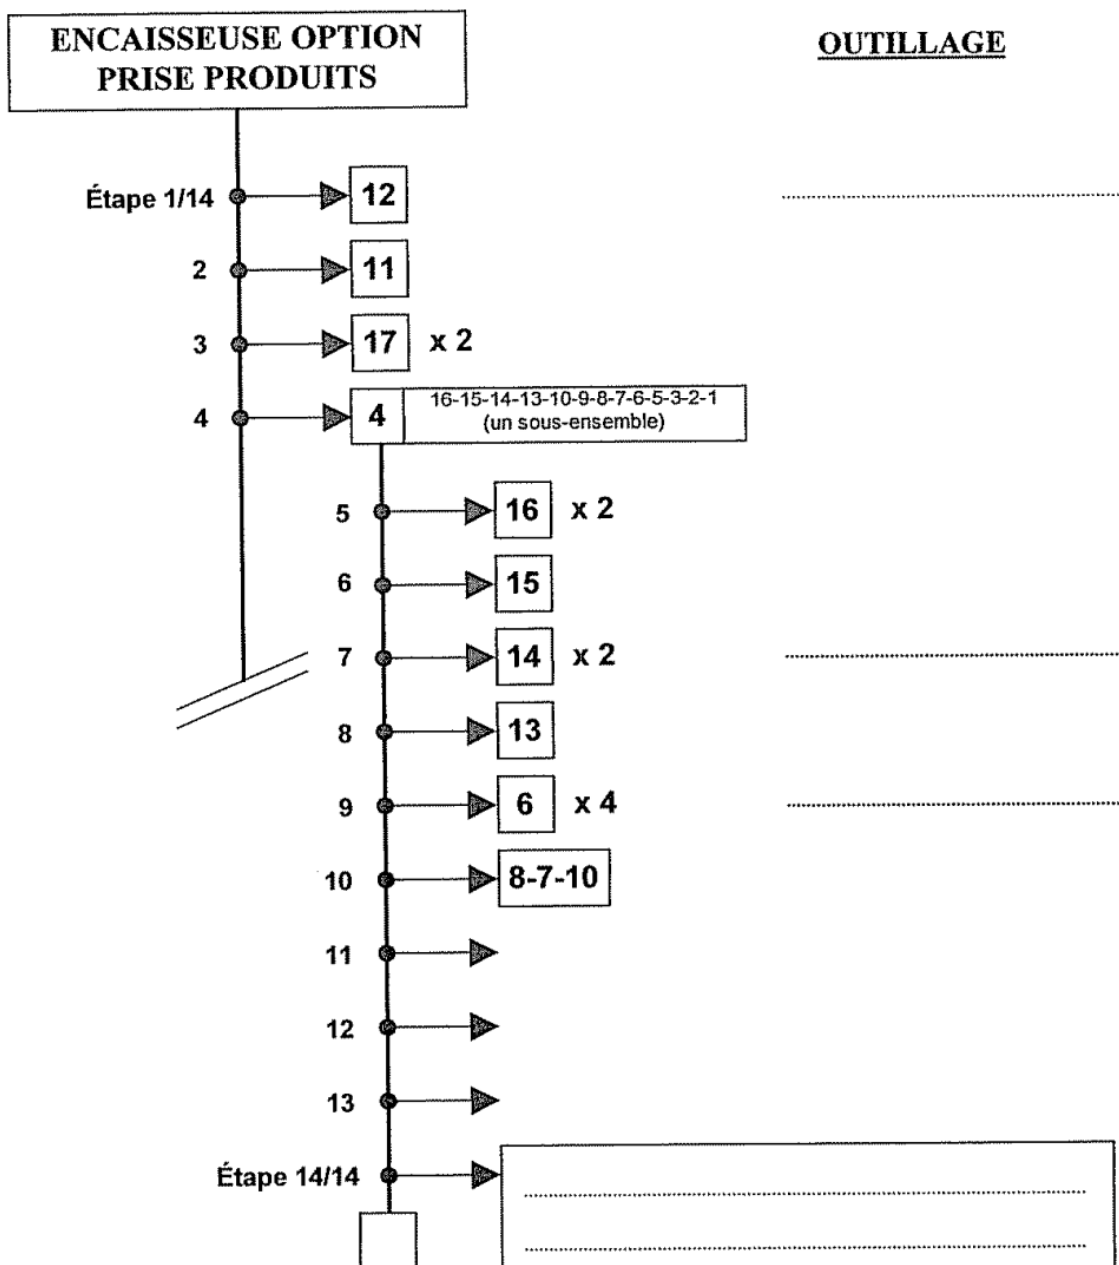 ENCAISSEUSE OPTION
PRISE PRODUITS
OUTILLAGE
Étape 1/14 12
2 11
3 17 x 2
4 4 16-15-14-13-10-9-8-7-6-5-3-2-1
(un sous-ensemble)
5 16 x 2
6 15
7 14 x 2
8 13
9 6 x 4
10 8-7-10
11
12
13
Étape 14/14